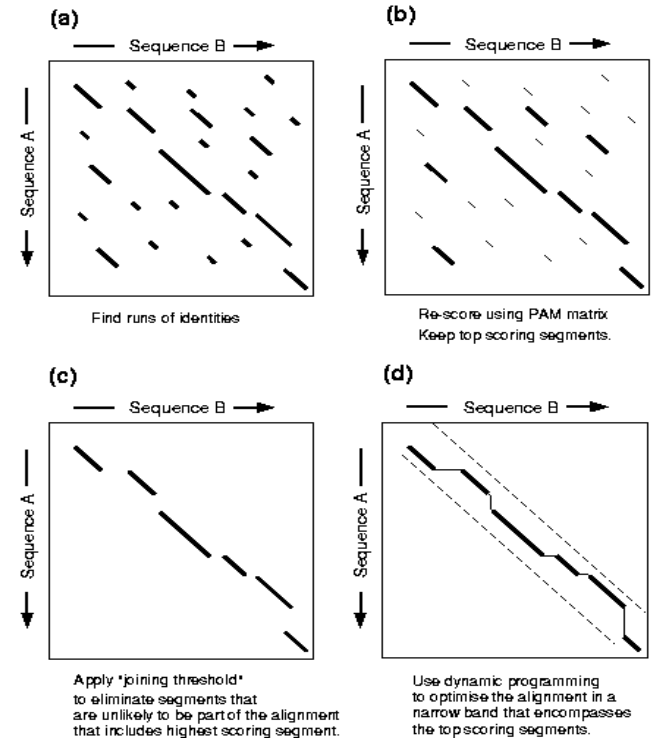 (a)
Sequence B
Sequence A
Find runs of identities
(b)
Sequence B
Sequence A
Re-score using PAM matrix
Keep top scoring segments.
(c)
Sequence B
Sequence A
Apply "joining threshold"
to eliminate segments that
are unlikely to be part of the alignment
that includes highest scoring segment.
(d)
Sequence B
Sequence A
Use dynamic programming
to optimise the alignment in a
narrow band that encompasses
the top scoring segments.